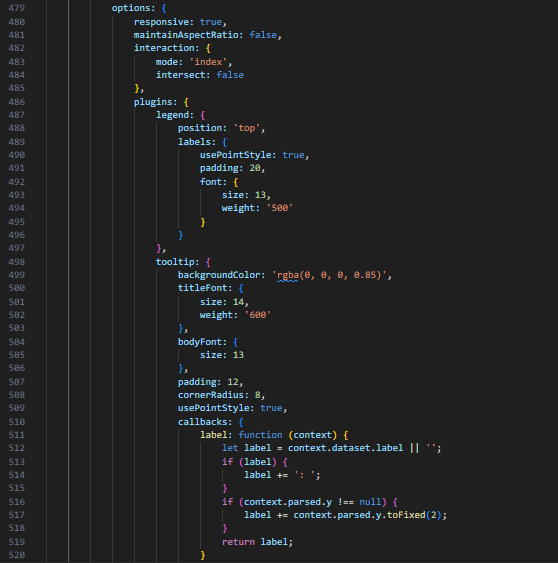 479 options: {
480 responsive: true,
481 maintainAspectRatio: false,
482 interaction: {
483 mode: 'index',
484 intersect: false
485 },
486 plugins: {
487 legend: {
488 position: 'top',
489 labels: {
490 usePointStyle: true,
491 padding: 20,
492 font: {
493 size: 13,
494 weight: '500'
495 }
496 }
497 },
498 tooltip: {
499 backgroundColor: 'rgba(0, 0, 0, 0.85)',
500 titleFont: {
501 size: 14,
502 weight: '600'
503 },
504 bodyFont: {
505 size: 13
506 },
507 padding: 12,
508 cornerRadius: 8,
509 usePointStyle: true,
510 callbacks: {
511 label: function (context) {
512 let label = context.dataset.label || '';
513 if (label) {
514 label += ': ';
515 }
516 if (context.parsed.y !== null) {
517 label += context.parsed.y.toFixed(2);
518 }
519 return label;
520 }